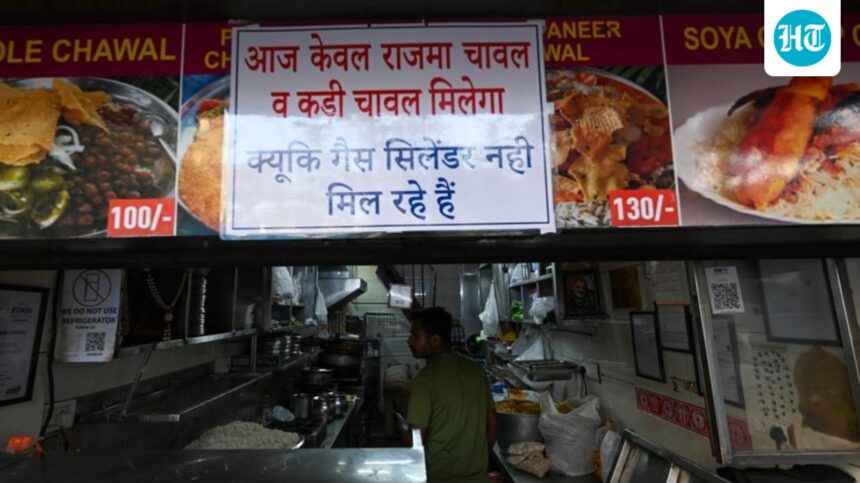 OLE CHAWAL
PANEER
WAL
SOYA
ht
आज केवल राजमा चावल
व कड़ी चावल मिलेगा
क्यूकि गैस सिलेंडर नही
मिल रहे हैं
100/-
130/-
WE DO NOT USE
REFRIGERATOR